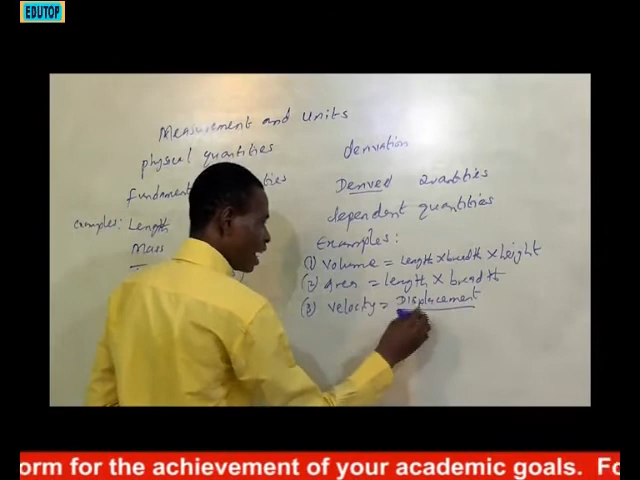 EDUTOP
Measurement and Units
physical quantities
derivation
Derived quantities
dependent quantities
Examples: Length
Mass
Examples:
(1) Volume = length × breadth × height
(2) Area = length × breadth
(3) Velocity = Displacement
orm for the achievement of your academic goals. Fo